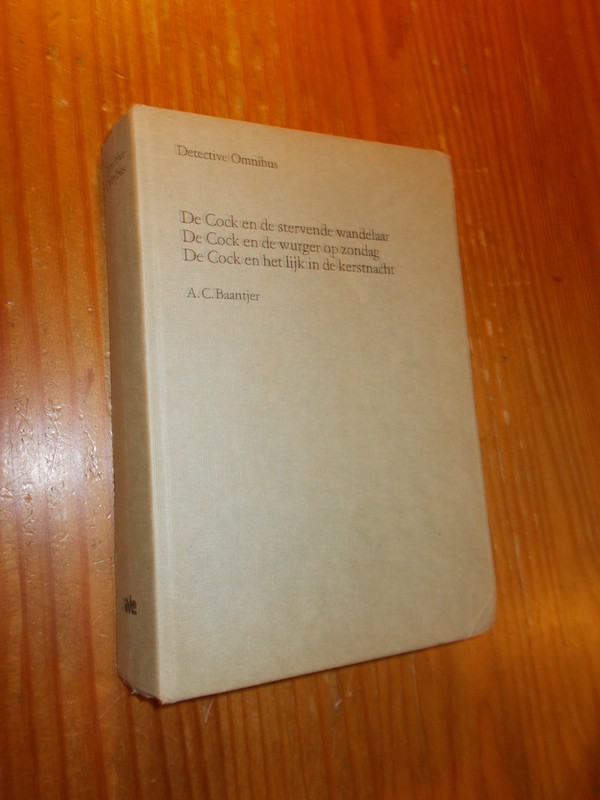 Detective Omnibus
De Cock en de stervende wandelaar
De Cock en de wurger op zondag
De Cock en het lijk in de kerstnacht
A. C. Baantjer